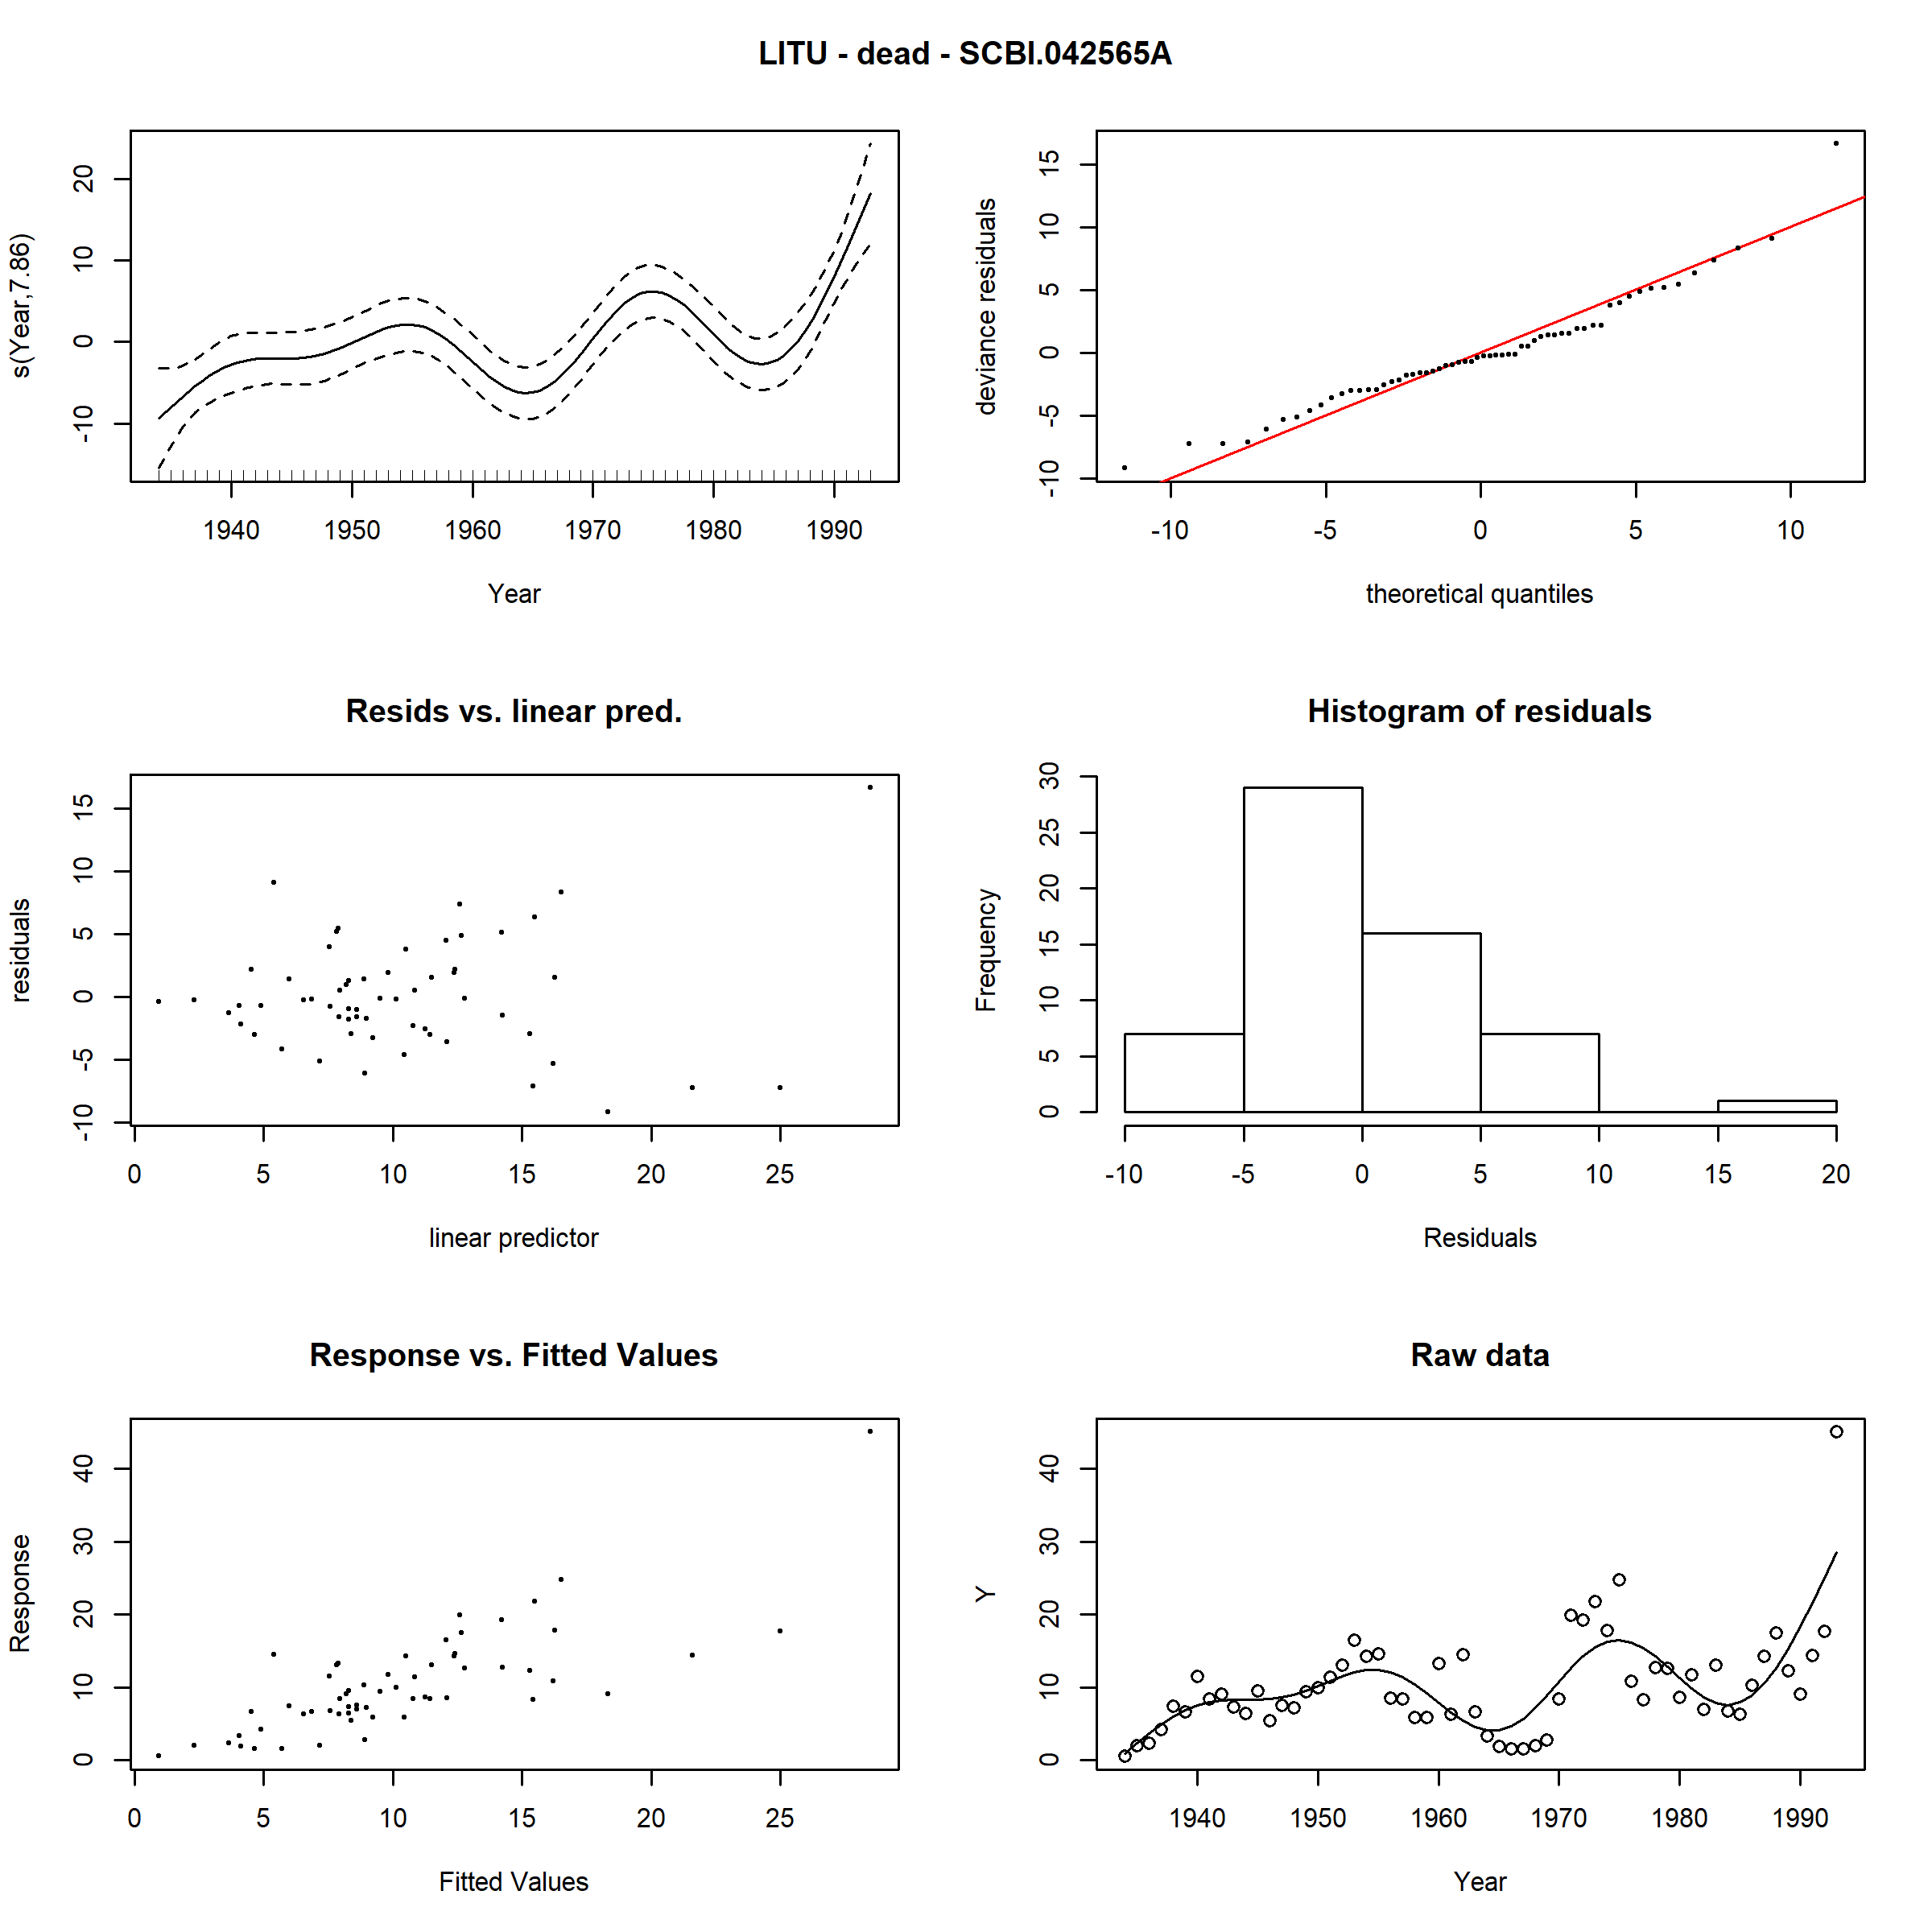 LITU - dead - SCBI.042565A
s(Year,7.86)
20
10
0
-10
1940 1950 1960 1970 1980 1990
Year
deviance residuals
15
10
5
0
-5
-10
-10 -5 0 5 10
theoretical quantiles
Resids vs. linear pred.
residuals
15
10
5
0
-5
-10
0 5 10 15 20 25
linear predictor
Histogram of residuals
Frequency
30
25
20
15
10
5
0
-10 -5 0 5 10 15 20
Residuals
Response vs. Fitted Values
Response
40
30
20
10
0
0 5 10 15 20 25
Fitted Values
Raw data
Y
40
30
20
10
0
1940 1950 1960 1970 1980 1990
Year